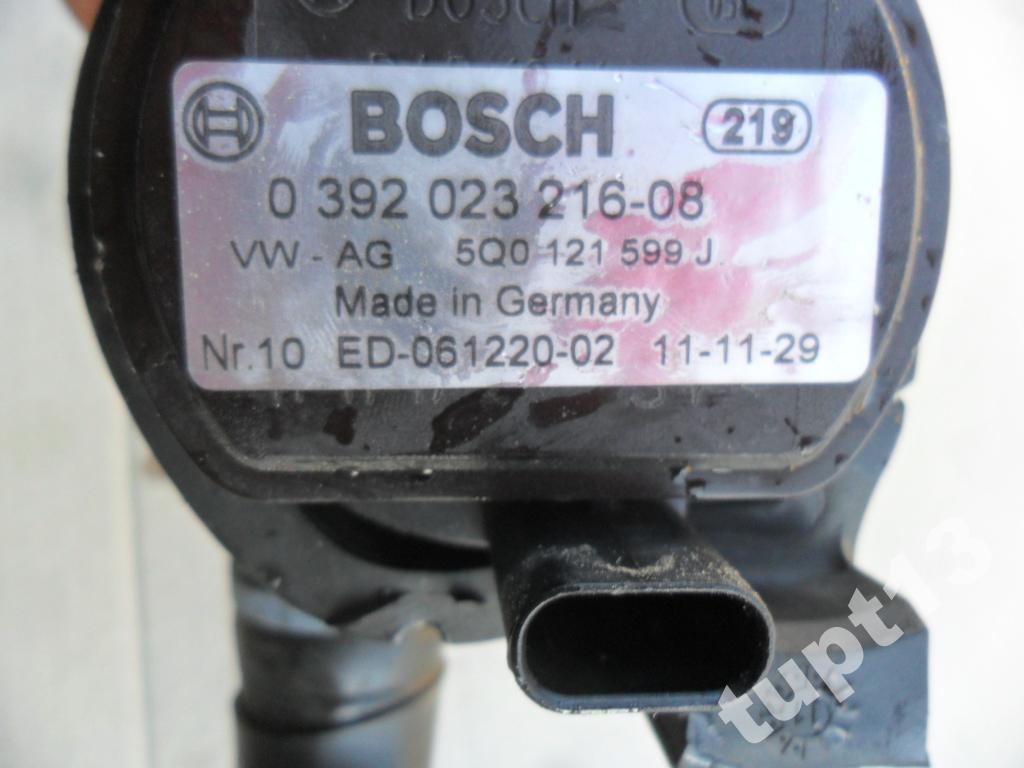 BOSCH
BOSCH 219
0 392 023 216-08
VW - AG 5Q0 121 599 J
Made in Germany
Nr.10 ED-061220-02 11-11-29
tupt13